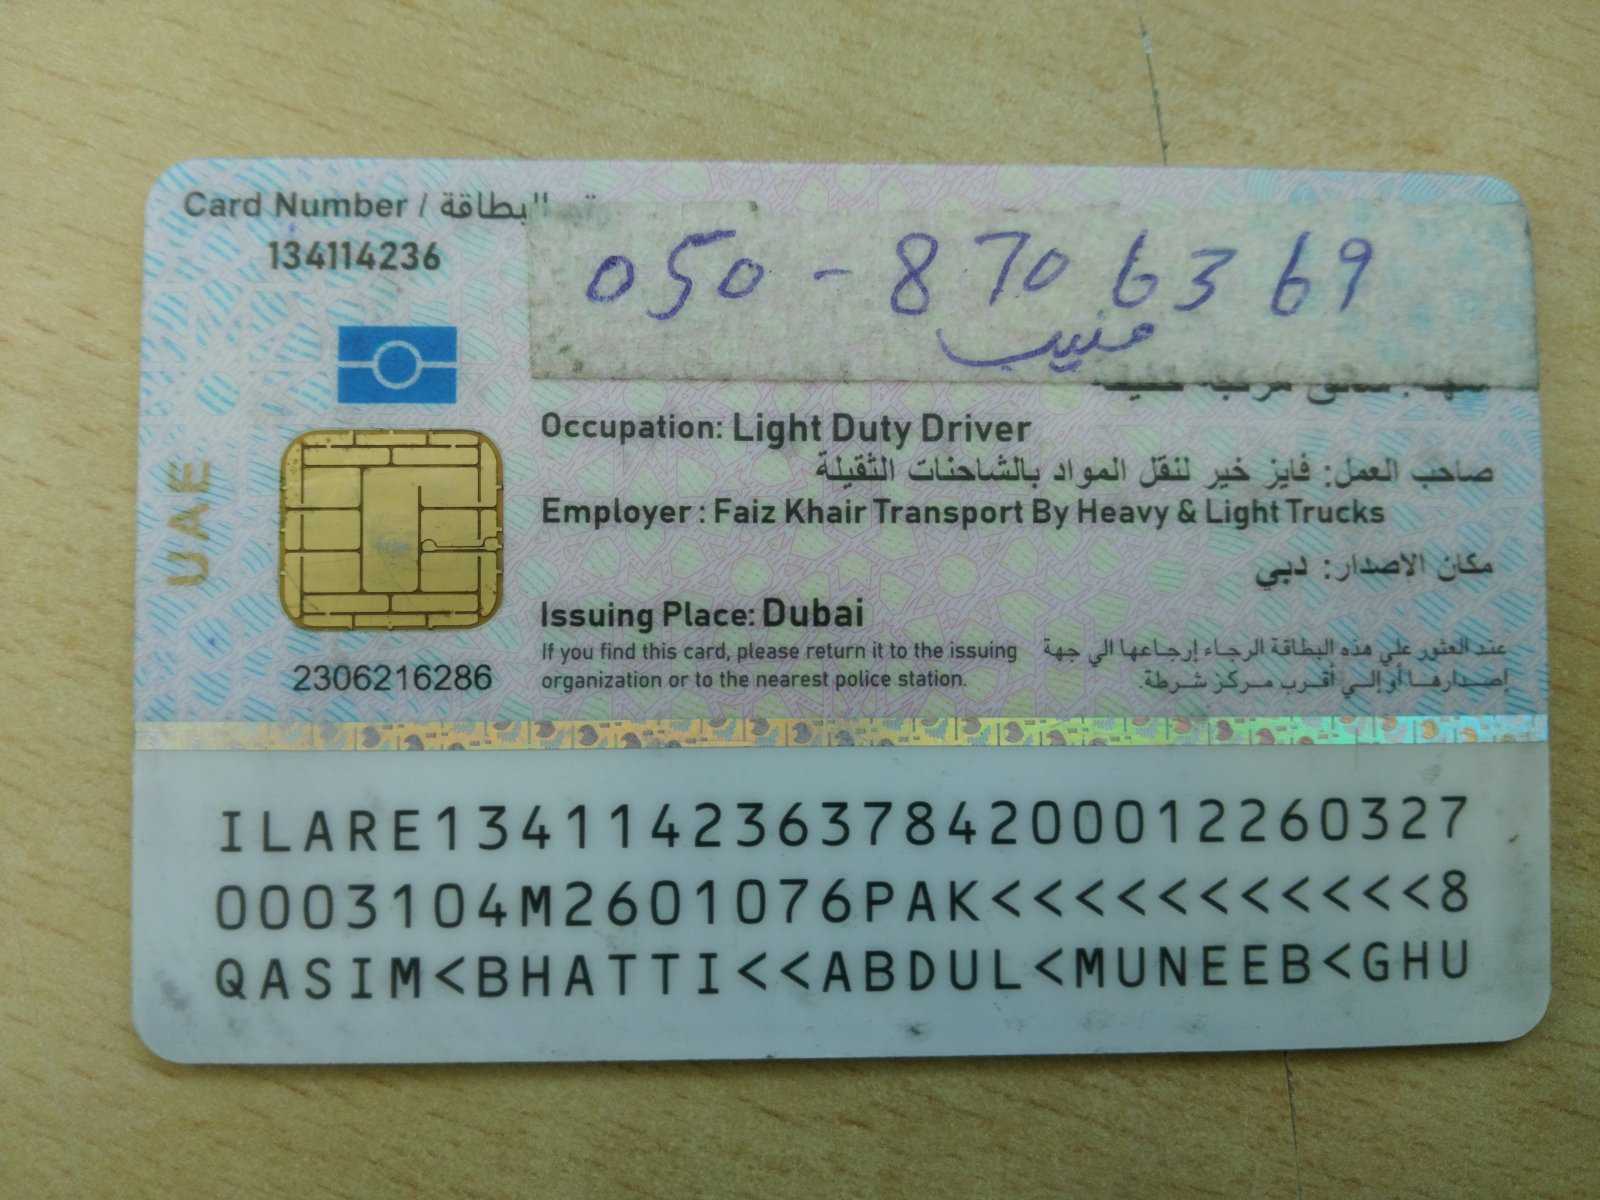 Card Number / رقم البطاقة
134114236
050-8706369
منيب
UAE
Occupation: Light Duty Driver
صاحب العمل: فايز خير لنقل المواد بالشاحنات الثقيلة
Employer : Faiz Khair Transport By Heavy & Light Trucks
مكان الاصدار: دبي
Issuing Place: Dubai
If you find this card, please return it to the issuing
organization or to the nearest police station.
عند العثور علي هذه البطاقة الرجاء إرجاعها الي جهة
إصدارها أو إلي أقرب مركز شرطة.
2306216286
ILARE1341142363784200012260327
0003104M2601076PAK<<<<<<<<<<<8
QASIM<BHATTI<<ABDUL<MUNEEB<GHU